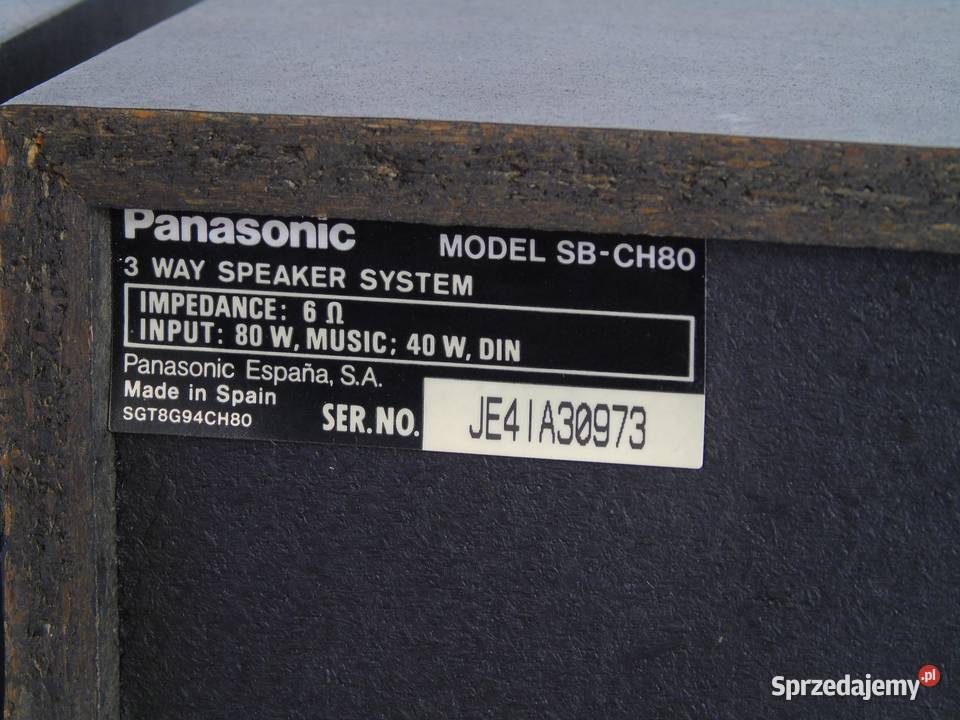 Panasonic MODEL SB-CH80
3 WAY SPEAKER SYSTEM
IMPEDANCE: 6 Ω
INPUT: 80 W, MUSIC; 40 W, DIN
Panasonic España, S.A.
Made in Spain
SGT8G94CH80
SER.NO. JE4IA30973
Sprzedajemy.pl